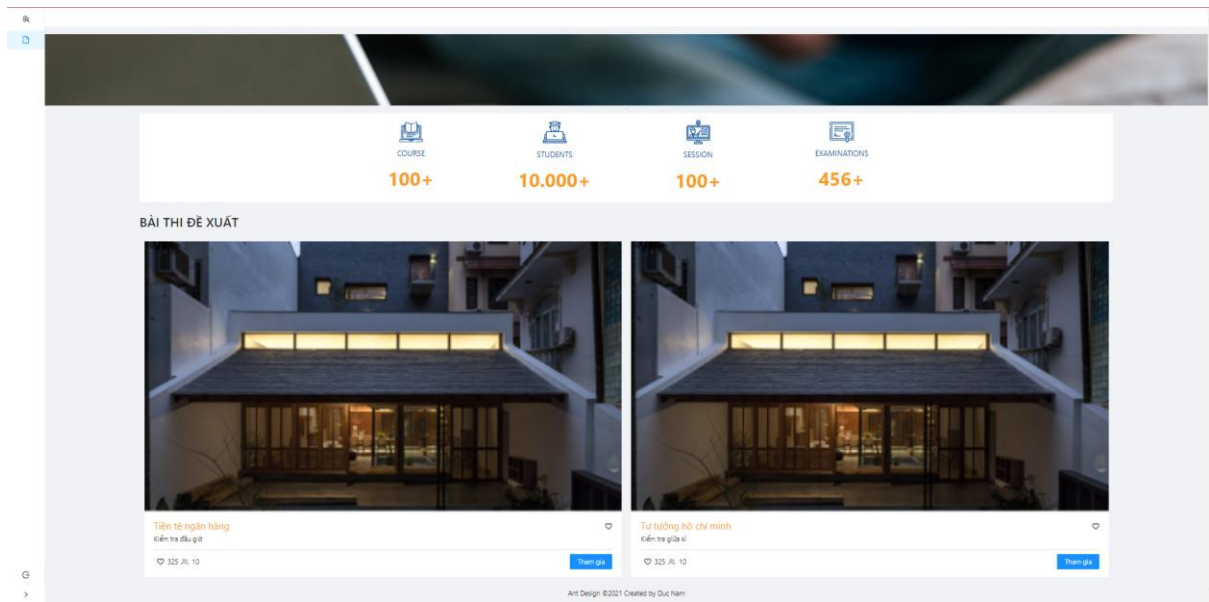 COURSE
STUDENTS
SESSION
EXAMINATIONS
100+
10.000+
100+
456+
BÀI THI ĐỀ XUẤT
Tiền tệ ngân hàng
Kiểm tra đầu giờ
325 10
Tham gia
Tư tưởng hồ chí minh
Kiểm tra giữa kì
325 10
Tham gia
Ant Design ©2021 Created by Duc Nam